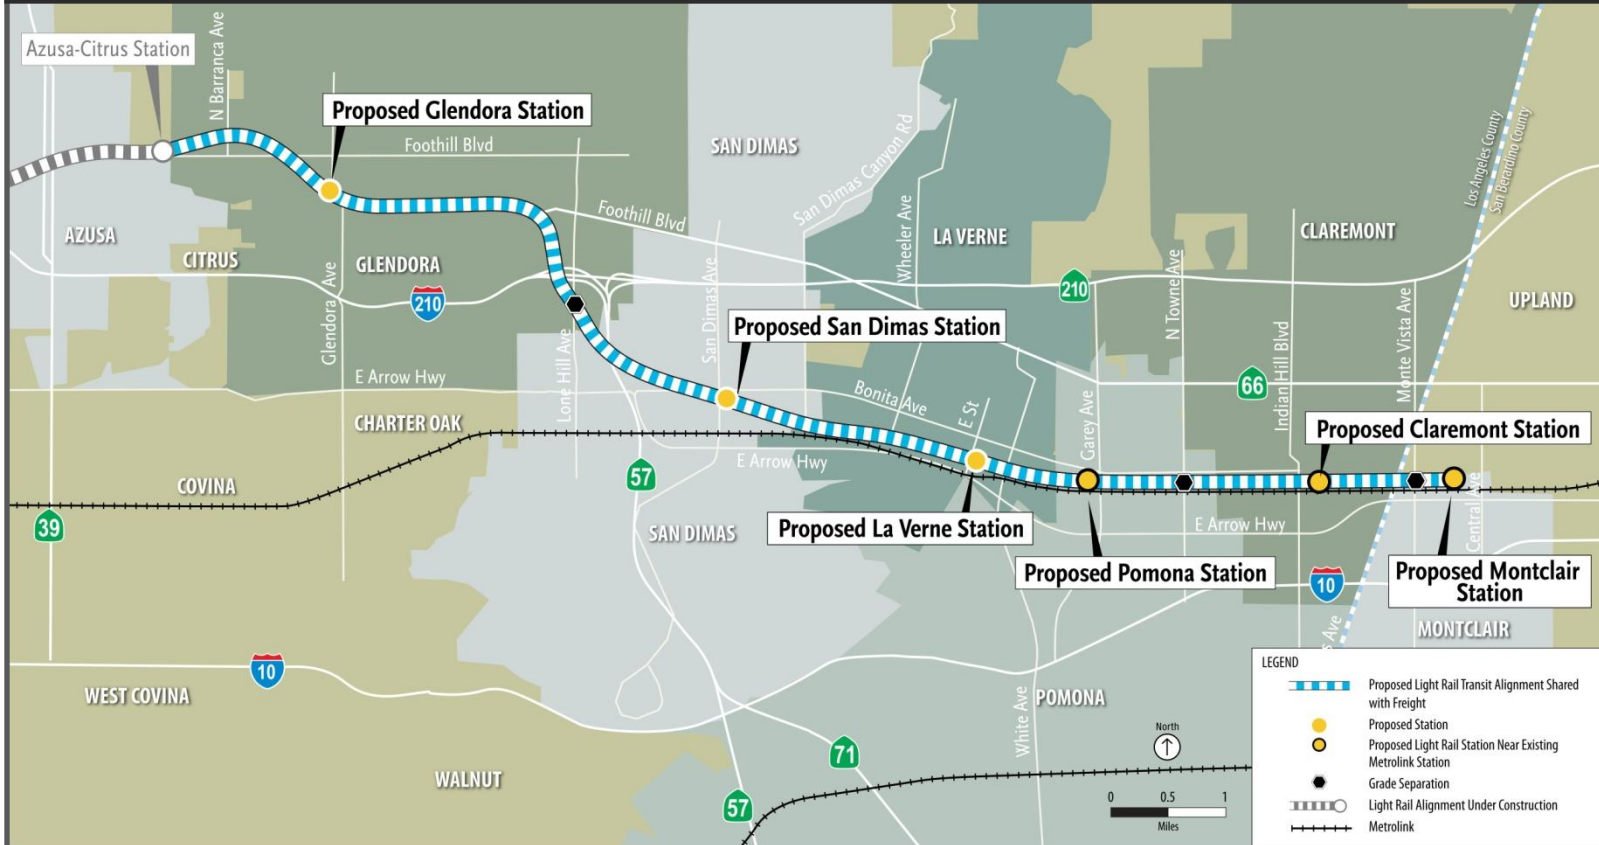 Azusa-Citrus Station
N Barranca Ave
Proposed Glendora Station
Foothill Blvd
SAN DIMAS
San Dimas Canyon Rd
Los Angeles County
San Berardino County
AZUSA
CITRUS
GLENDORA
Foothill Blvd
Wheeler Ave
LA VERNE
CLAREMONT
Glendora Ave
210
San Dimas Ave
210
N Towne Ave
UPLAND
Proposed San Dimas Station
Lone Hill Ave
Indian Hill Blvd
Monte Vista Ave
E Arrow Hwy
Bonita Ave
66
CHARTER OAK
E St
Garey Ave
Proposed Claremont Station
E Arrow Hwy
57
COVINA
Central Ave
39
SAN DIMAS
Proposed La Verne Station
E Arrow Hwy
Proposed Pomona Station
10
Proposed Montclair
Station
MONTCLAIR
s Ave
10
WEST COVINA
White Ave
POMONA
North
71
WALNUT
57
0 0.5 1
Miles
LEGEND
Proposed Light Rail Transit Alignment Shared
with Freight
Proposed Station
Proposed Light Rail Station Near Existing
Metrolink Station
Grade Separation
Light Rail Alignment Under Construction
Metrolink